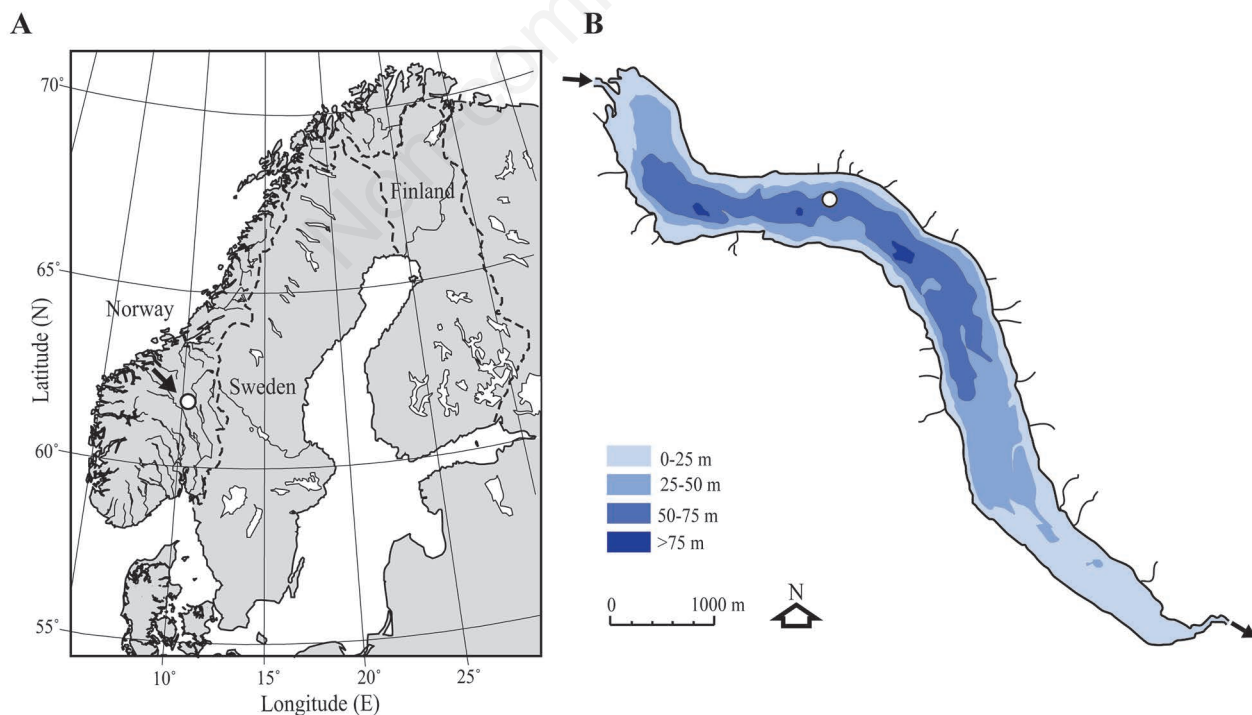 A
B
70°
65°
60°
55°
Latitude (N)
Norway
Sweden
Finland
10°
15°
20°
25°
Longitude (E)
0-25 m
25-50 m
50-75 m
>75 m
0
1000 m
N